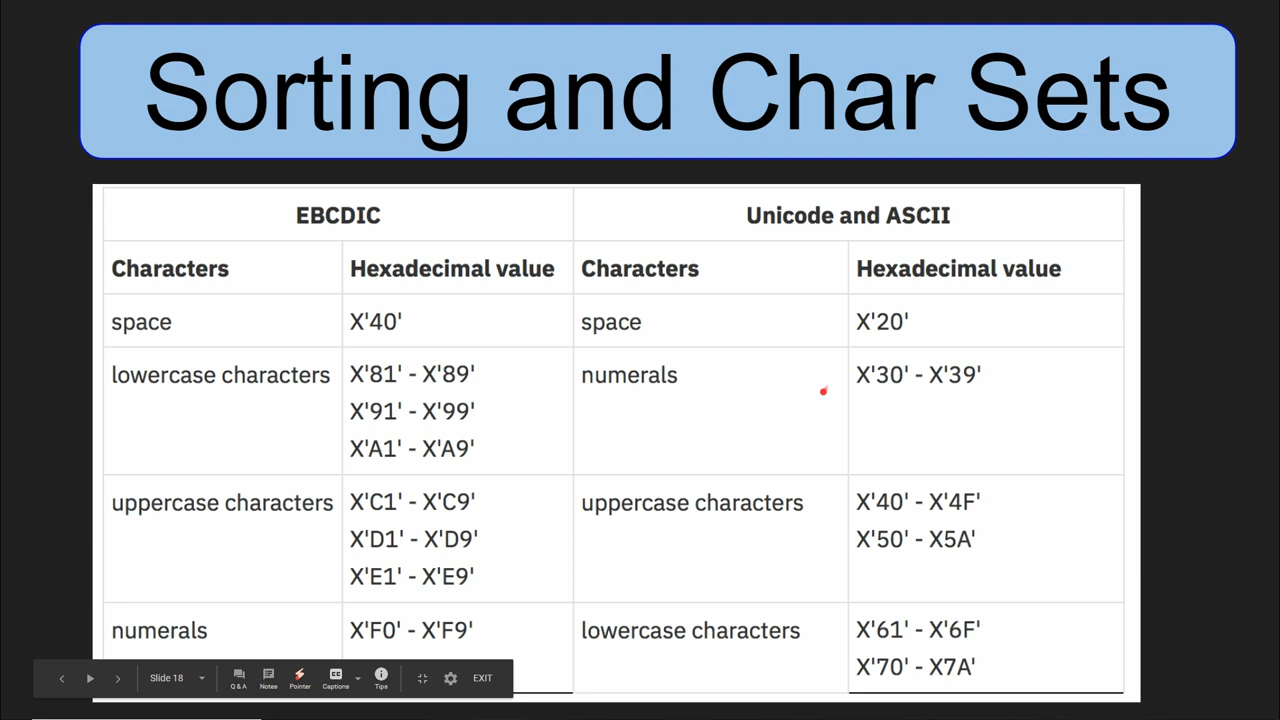 Sorting and Char Sets
EBCDIC
Unicode and ASCII
Characters
Hexadecimal value
Characters
Hexadecimal value
space
X'40'
space
X'20'
lowercase characters
X'81' - X'89'
X'91' - X'99'
X'A1' - X'A9'
numerals
X'30' - X'39'
uppercase characters
X'C1' - X'C9'
X'D1' - X'D9'
X'E1' - X'E9'
uppercase characters
X'40' - X'4F'
X'50' - X5A'
numerals
X'F0' - X'F9'
lowercase characters
X'61' - X'6F'
X'70' - X7A'
Slide 18
Q & A
Notes
Pointer
CC
Captions
Tips
EXIT